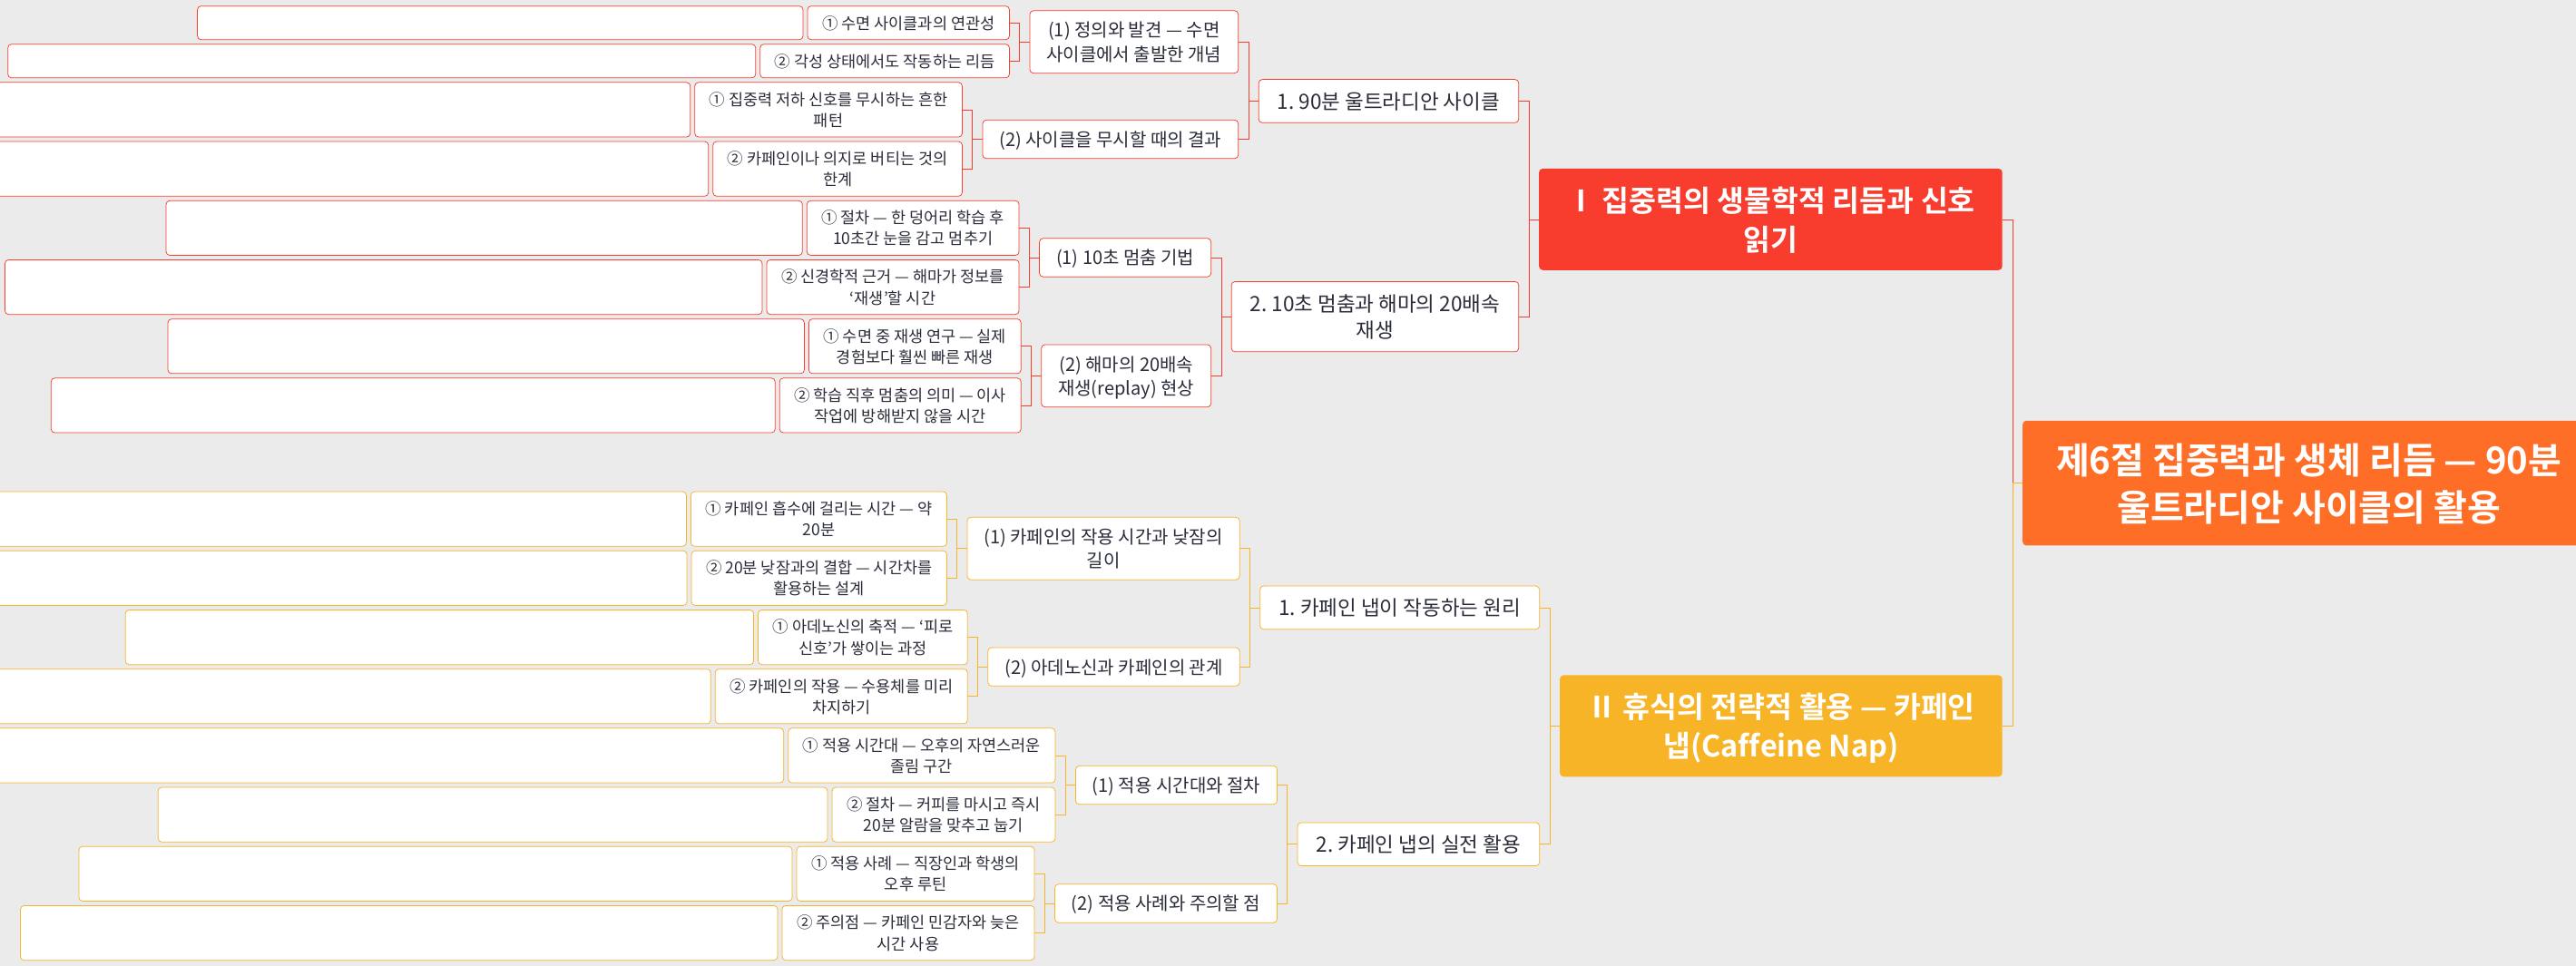 제6절 집중력과 생체 리듬 — 90분
울트라디안 사이클의 활용
Ⅰ 집중력의 생물학적 리듬과 신호
읽기
1. 90분 울트라디안 사이클
(1) 정의와 발견 — 수면
사이클에서 출발한 개념
① 수면 사이클과의 연관성
② 각성 상태에서도 작동하는 리듬
(2) 사이클을 무시할 때의 결과
① 집중력 저하 신호를 무시하는 흔한
패턴
② 카페인이나 의지로 버티는 것의
한계
2. 10초 멈춤과 해마의 20배속
재생
(1) 10초 멈춤 기법
① 절차 — 한 덩어리 학습 후
10초간 눈을 감고 멈추기
② 신경학적 근거 — 해마가 정보를
‘재생’할 시간
(2) 해마의 20배속
재생(replay) 현상
① 수면 중 재생 연구 — 실제
경험보다 훨씬 빠른 재생
② 학습 직후 멈춤의 의미 — 이사
작업에 방해받지 않을 시간
Ⅱ 휴식의 전략적 활용 — 카페인
냅(Caffeine Nap)
1. 카페인 냅이 작동하는 원리
(1) 카페인의 작용 시간과 낮잠의
길이
① 카페인 흡수에 걸리는 시간 — 약
20분
② 20분 낮잠과의 결합 — 시간차를
활용하는 설계
(2) 아데노신과 카페인의 관계
① 아데노신의 축적 — ‘피로
신호’가 쌓이는 과정
② 카페인의 작용 — 수용체를 미리
차지하기
2. 카페인 냅의 실전 활용
(1) 적용 시간대와 절차
① 적용 시간대 — 오후의 자연스러운
졸림 구간
② 절차 — 커피를 마시고 즉시
20분 알람을 맞추고 눕기
(2) 적용 사례와 주의할 점
① 적용 사례 — 직장인과 학생의
오후 루틴
② 주의점 — 카페인 민감자와 늦은
시간 사용